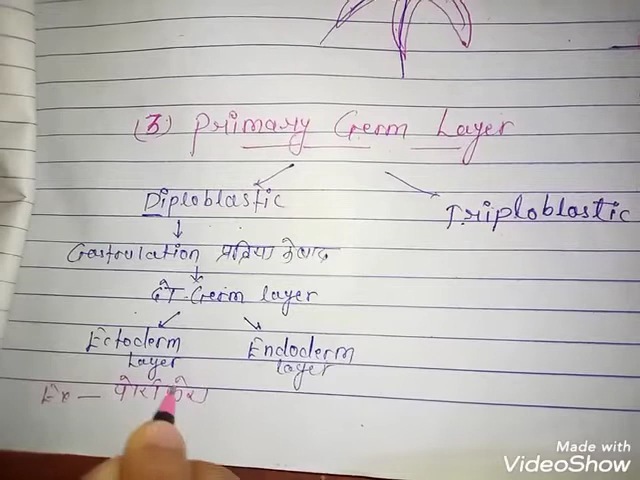 (3) Primary Germ Layer
Diploblastic
Triploblastic
Gastrulation प्रक्रिया के बाद
दो Germ layer
Ectoderm Layer
Endoderm layer
Ex — पोरीफेरा
Made with
VideoShow